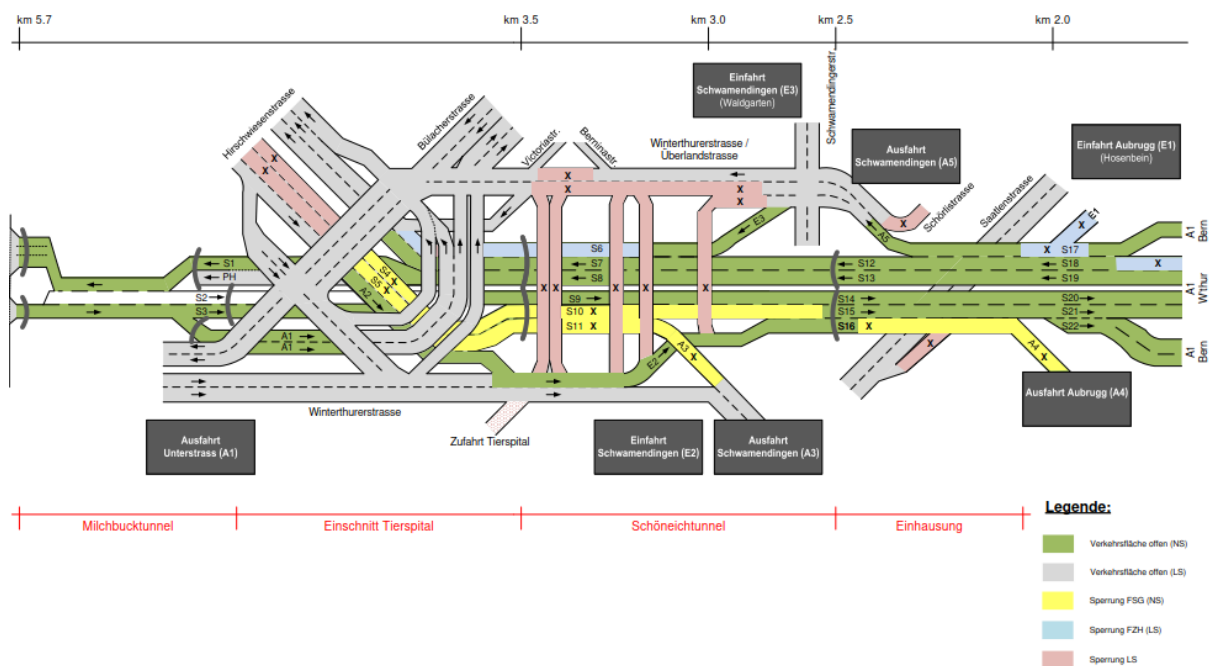 km 5.7
km 3.5
km 3.0
km 2.5
km 2.0
Einfahrt
Schwamendingen (E3)
(Waldgarten)
Schwamendingerstr.
Hirschwiesenstrasse
Bülacherstrasse
Victoriastr.
Berninastr.
Winterthurerstrasse /
Überlandstrasse
Ausfahrt
Schwamendingen (A5)
Einfahrt Aubrugg (E1)
(Hosenbein)
Schörlistrasse
Saatlenstrasse
X
X
X
X
X
X
X
X
E3
A5
E1
X
A1
Bern
S6
X
S17
S1
S7
S12
S18
X
PH
S8
S13
S19
A1
W'thur
S4
X
S5
X
A2
X
X
X
X
X
S2
S9
S14
S20
S3
S10
X
S15
S21
S11
X
S16
X
S22
A1
A1
E2
A3
X
X
A4
X
A1
Bern
Winterthurerstrasse
Zufahrt Tierspital
Ausfahrt
Unterstrass (A1)
Einfahrt
Schwamendingen (E2)
Ausfahrt
Schwamendingen (A3)
Ausfahrt Aubrugg (A4)
Milchbucktunnel
Einschnitt Tierspital
Schöneichtunnel
Einhausung
Legende:
Verkehrsfläche offen (NS)
Verkehrsfläche offen (LS)
Sperrung FSG (NS)
Sperrung FZH (LS)
Sperrung LS